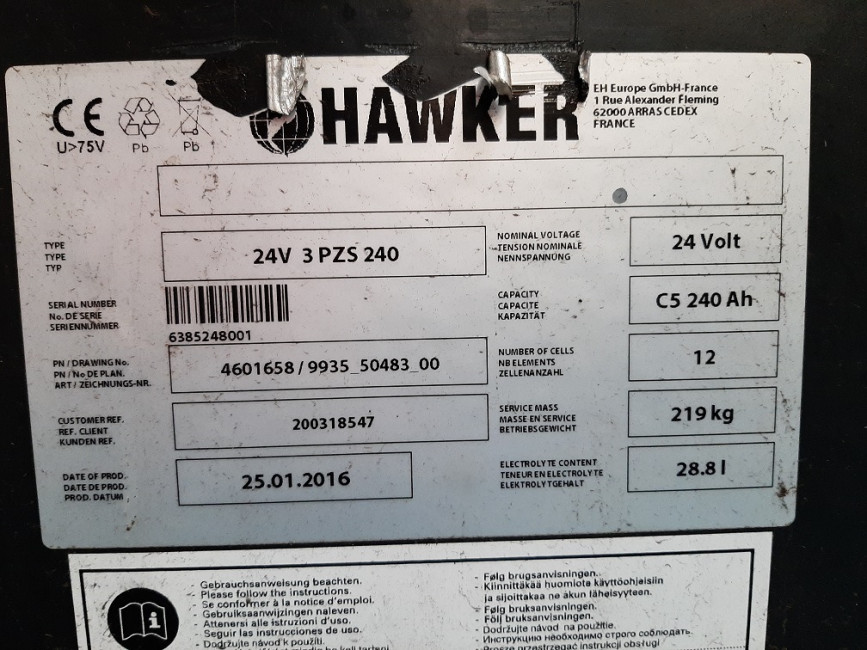 CE
U>75V
Pb
Pb
HAWKER
EH Europe GmbH-France
1 Rue Alexander Fleming
62000 ARRAS CEDEX
FRANCE
TYPE
TYPE
TYP
24V 3 PZS 240
NOMINAL VOLTAGE
TENSION NOMINALE
NENNSPANNUNG
24 Volt
SERIAL NUMBER
No. DE SERIE
SERIENNUMMER
6385248001
CAPACITY
CAPACITE
KAPAZITÄT
C5 240 Ah
PN / DRAWING No.
PN / No DE PLAN.
ART / ZEICHNUNGS-NR.
4601658 / 9935_50483_00
NUMBER OF CELLS
NB ELEMENTS
ZELLENANZAHL
12
CUSTOMER REF.
REF. CLIENT
KUNDEN REF.
200318547
SERVICE MASS
MASSE EN SERVICE
BETRIEBSGEWICHT
219 kg
DATE OF PROD.
DATE DE PROD.
PROD. DATUM
25.01.2016
ELECTROLYTE CONTENT
TENEUR EN ELECTROLYTE
ELEKTROLYTGEHALT
28.8 l
- Gebrauchsanweisung beachten.
- Please follow the instructions.
- Se conformer à la notice d'emploi.
- Gebruiksaanwijzingen naleven.
- Attenersi alle istruzioni d'uso.
- Seguir las instrucciones de uso.
- Dodržujte návod k použití.
- Følg brugsanvisningen.
- Kiinnittäkää huomiota käyttöohjeisiin
ja sijoittakaa ne akun läheisyyteen.
- Følg bruksanvisningen.
- Följ bruksanvisningen.
- Dodržujte návod na použitie.
- Инструкцию необходимо строго соблюдать.
- Prosze przestrzegać instrukcji obsługi